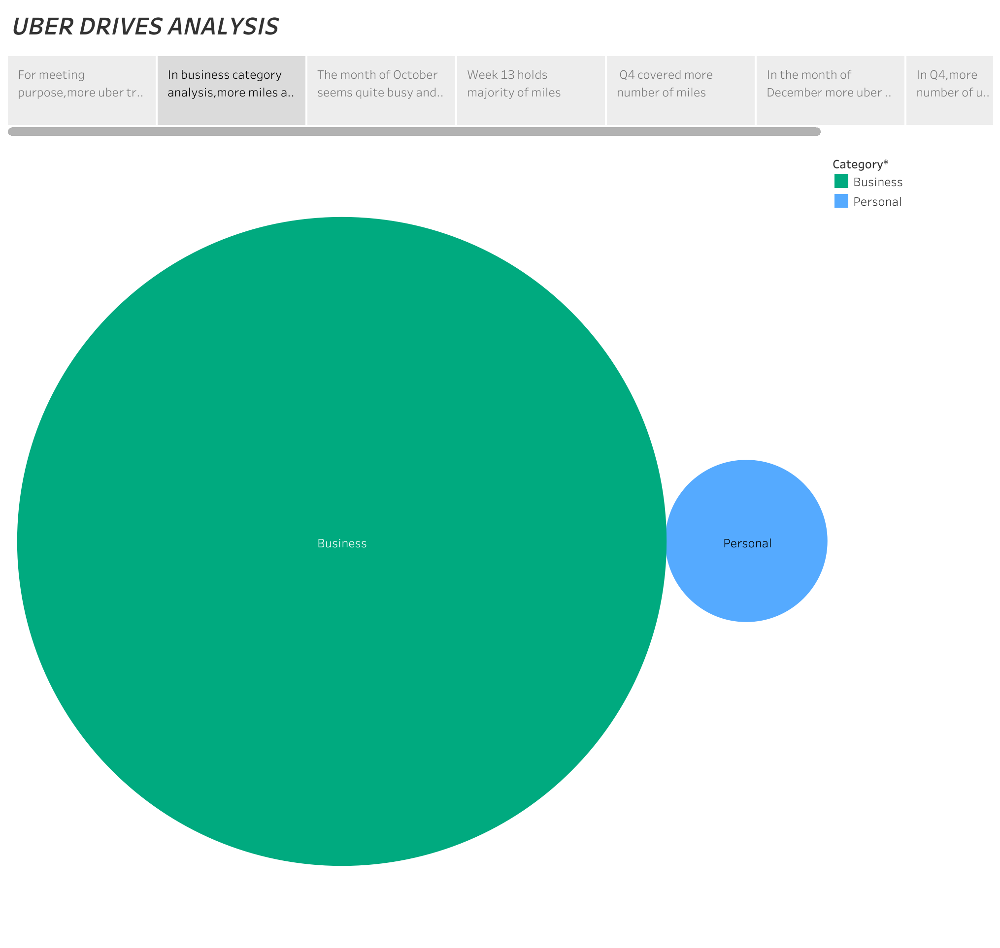 UBER DRIVES ANALYSIS
For meeting
purpose,more uber tr..
In business category
analysis,more miles a..
The month of October
seems quite busy and..
Week 13 holds
majority of miles
Q4 covered more
number of miles
In the month of
December more uber ..
In Q4,more
number of u..
Category*
Business
Personal
Business
Personal